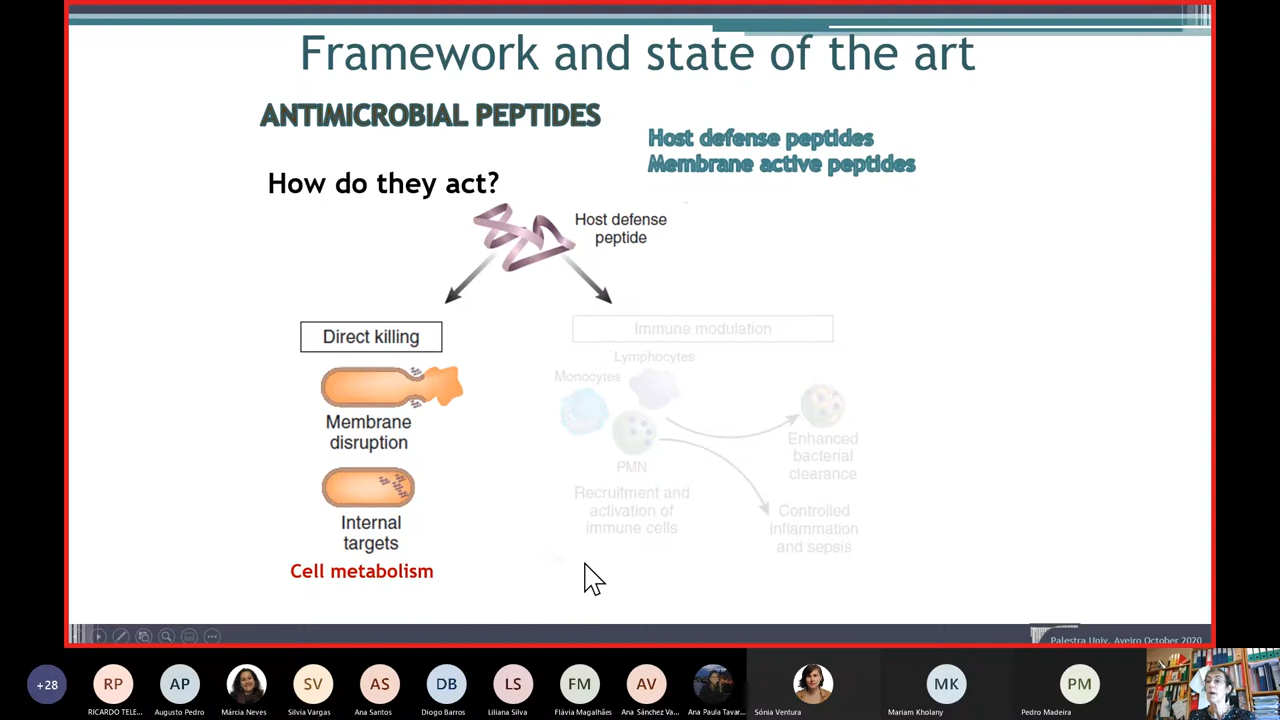 Framework and state of the art
ANTIMICROBIAL PEPTIDES
Host defense peptides
Membrane active peptides
How do they act?
Host defense
peptide
Direct killing
Membrane
disruption
Internal
targets
Cell metabolism
Immune modulation
Lymphocytes
Monocytes
PMN
Recruitment and
activation of
immune cells
Enhanced
bacterial
clearance
Controlled
inflammation
and sepsis
Palestra Univ. Aveiro October 2020
+28
RP
RICARDO TELE...
AP
Augusto Pedro
Márcia Neves
SV
Silvia Vargas
AS
Ana Santos
DB
Diogo Barros
LS
Liliana Silva
FM
Flávia Magalhães
AV
Ana Sánchez Va...
Ana Paula Tavar...
Sónia Ventura
MK
Mariam Kholany
PM
Pedro Madeira